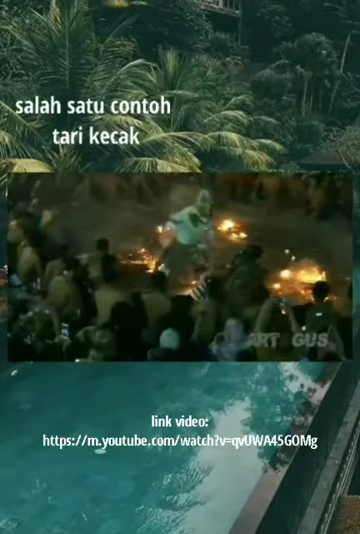 salah satu contoh
tari kecak
ART GUS
link video:
https://m.youtube.com/watch?v=qvUWA45GOMg